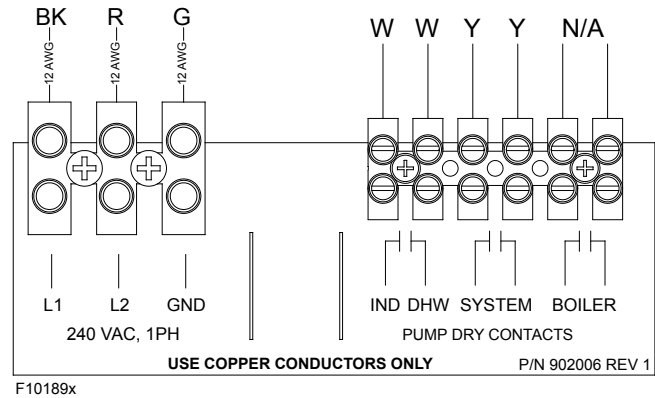 BK R G
12 AWG 12 AWG 12 AWG
W W Y Y N/A
L1 L2 GND
240 VAC, 1PH
IND DHW SYSTEM BOILER
PUMP DRY CONTACTS
USE COPPER CONDUCTORS ONLY
P/N 902006 REV 1
F10189x